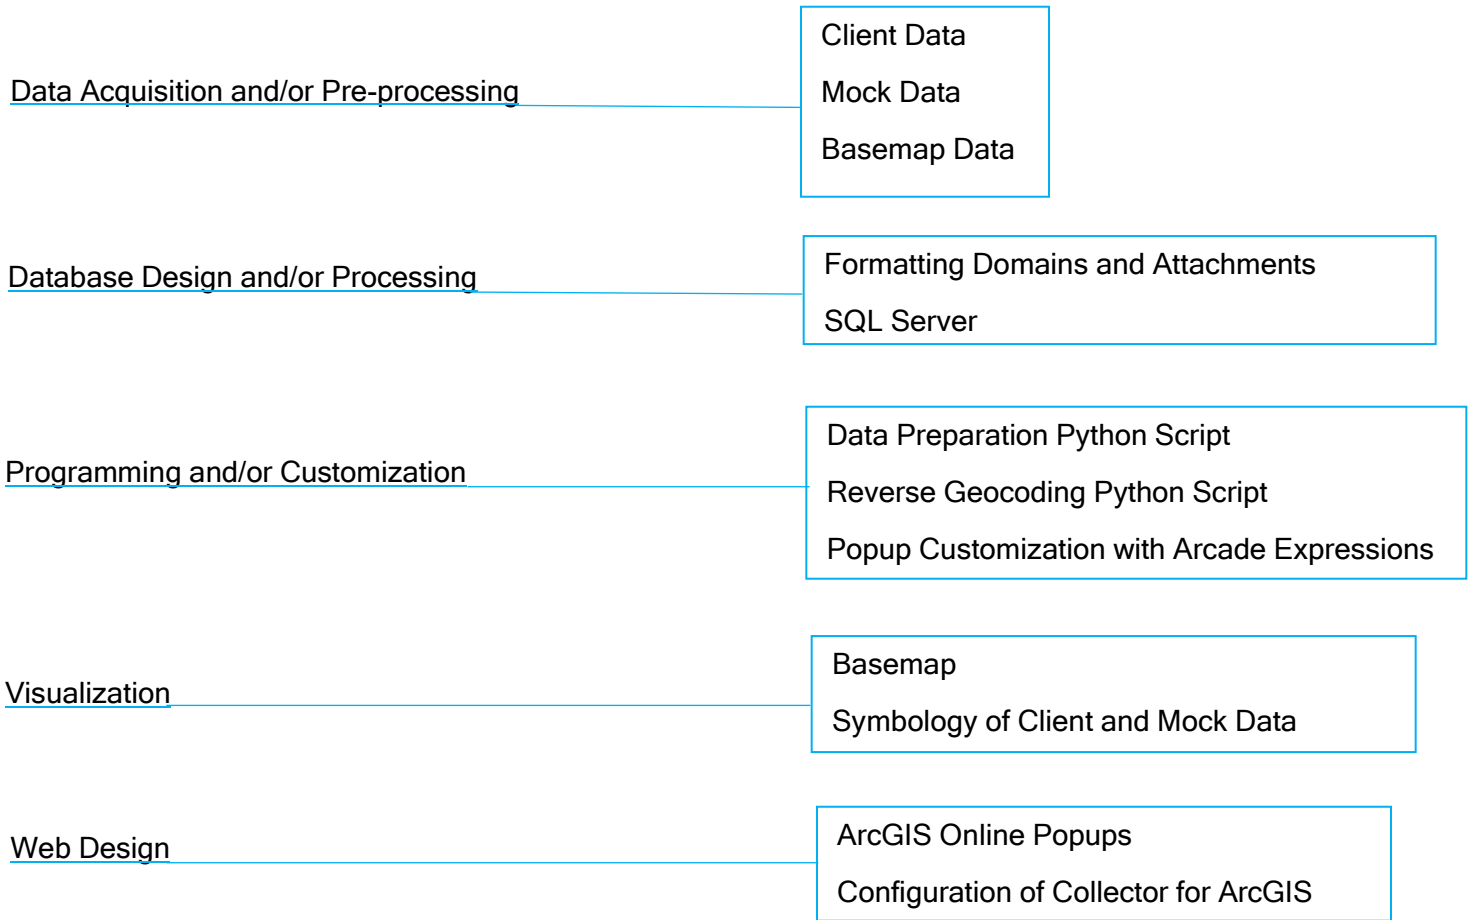 Data Acquisition and/or Pre-processing
Client Data
Mock Data
Basemap Data
Database Design and/or Processing
Formatting Domains and Attachments
SQL Server
Programming and/or Customization
Data Preparation Python Script
Reverse Geocoding Python Script
Popup Customization with Arcade Expressions
Visualization
Basemap
Symbology of Client and Mock Data
Web Design
ArcGIS Online Popups
Configuration of Collector for ArcGIS